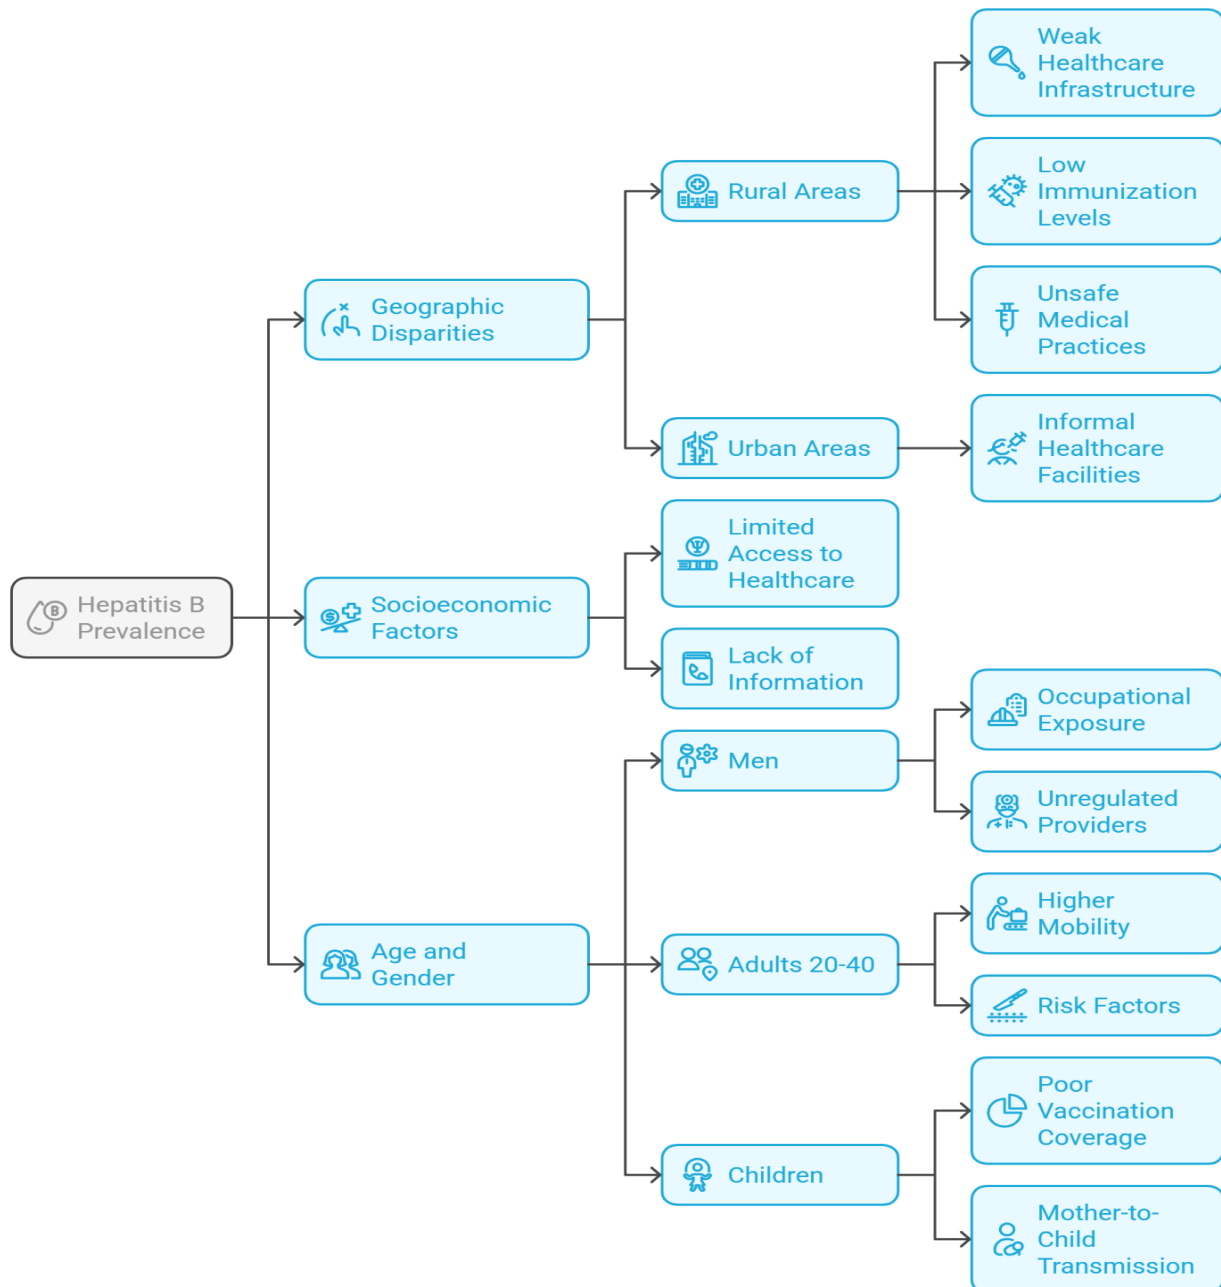 Hepatitis B
Prevalence
B
Geographic
Disparities
Rural Areas
Weak
Healthcare
Infrastructure
Low
Immunization
Levels
Unsafe
Medical
Practices
Urban Areas
Informal
Healthcare
Facilities
Socioeconomic
Factors
$
Limited
Access to
Healthcare
Lack of
Information
Age and
Gender
Men
Occupational
Exposure
Unregulated
Providers
Adults 20-40
Higher
Mobility
Risk Factors
Children
Poor
Vaccination
Coverage
Mother-to-
Child
Transmission